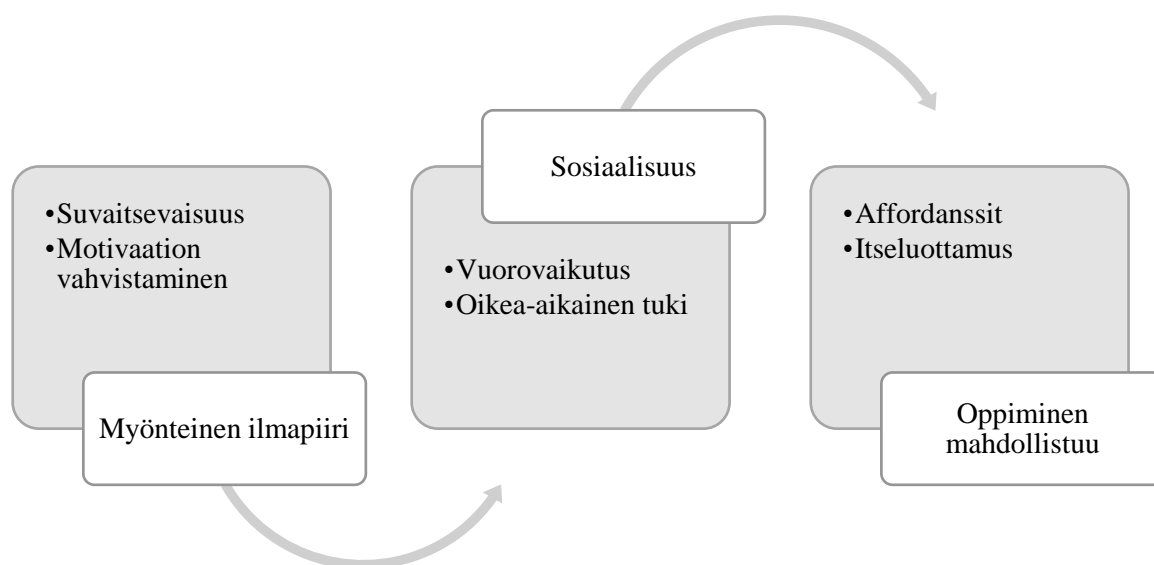 •Suvaitsevaisuus
•Motivaation
vahvistaminen
Myönteinen ilmapiiri
Sosiaalisuus
•Vuorovaikutus
•Oikea-aikainen tuki
•Affordanssit
•Itseluottamus
Oppiminen
mahdollistuu